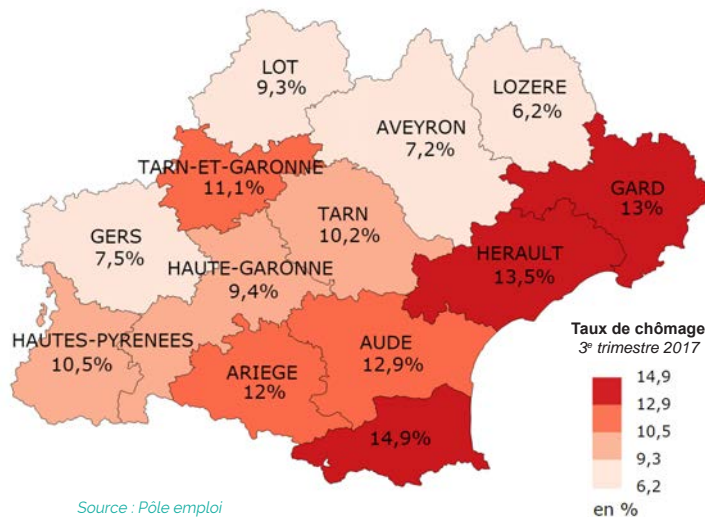 LOT
9,3%
LOZERE
6,2%
AVEYRON
7,2%
TARN-ET-GARONNE
11,1%
GARD
13%
TARN
10,2%
GERS
7,5%
HAUTE-GARONNE
9,4%
HERAULT
13,5%
HAUTES-PYRENEES
10,5%
AUDE
12,9%
ARIEGE
12%
14,9%
Taux de chômage
3e trimestre 2017
14,9
12,9
10,5
9,3
6,2
en %
Source : Pôle emploi